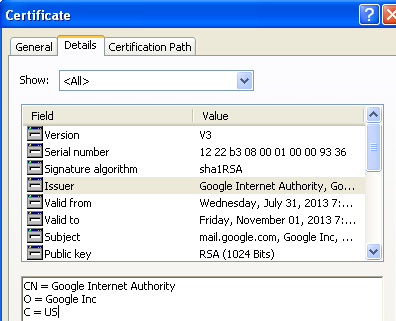 Certificate
General Details Certification Path
Show: <All>
Field Value
Version V3
Serial number 12 22 b3 08 00 01 00 00 93 36
Signature algorithm sha1RSA
Issuer Google Internet Authority, Go...
Valid from Wednesday, July 31, 2013 7:...
Valid to Friday, November 01, 2013 7:...
Subject mail.google.com, Google Inc, ...
Public key RSA (1024 Bits)
CN = Google Internet Authority
O = Google Inc
C = US